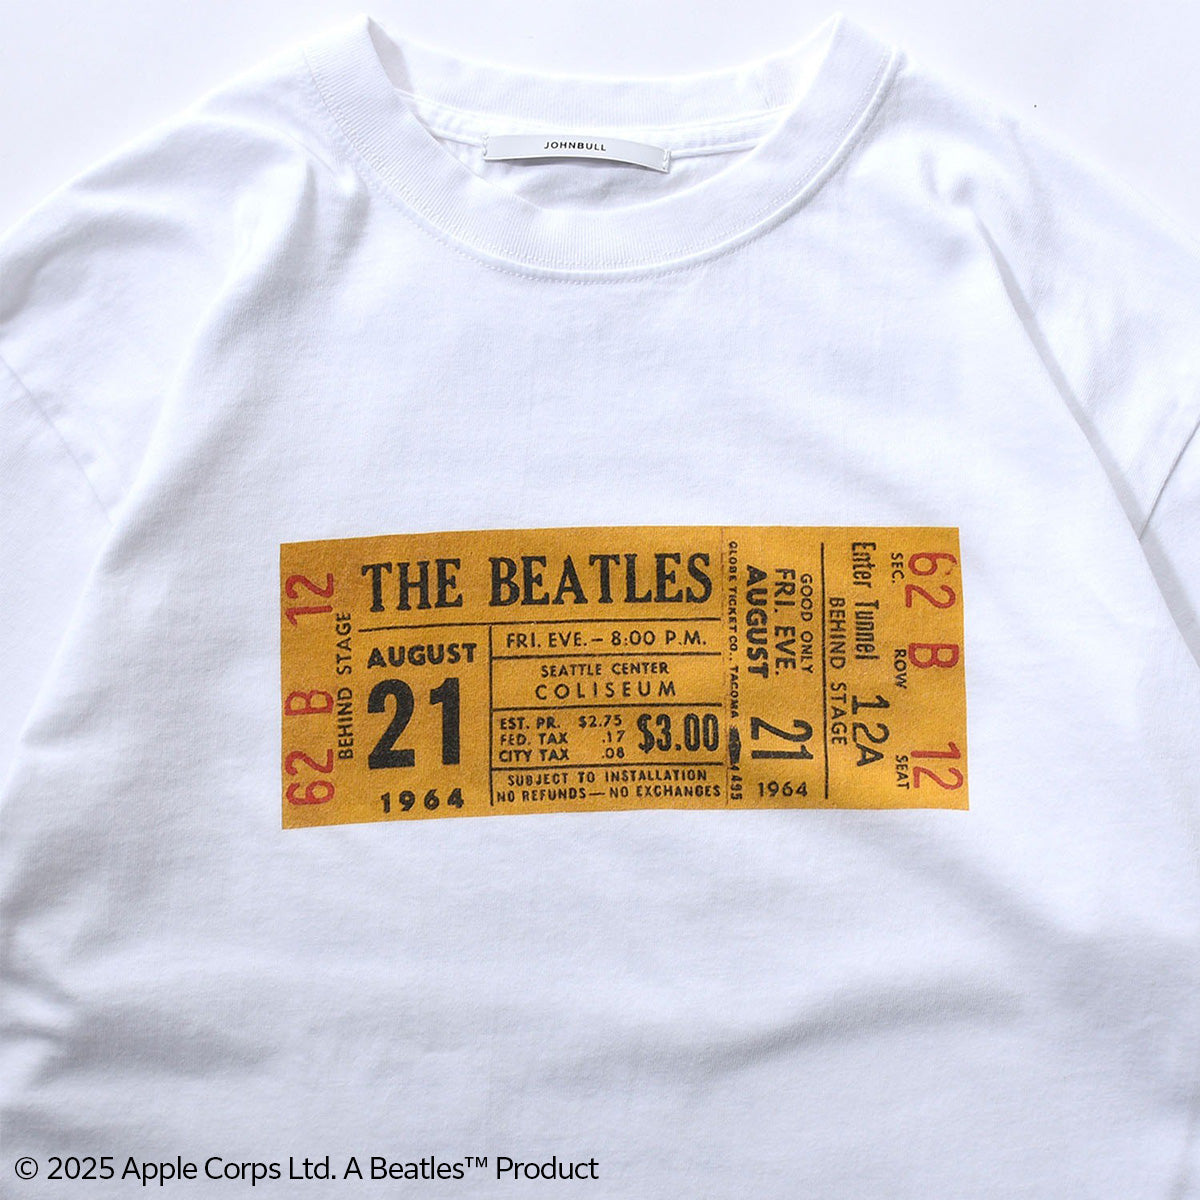 JOHNBULL
62 B 12
BEHIND STAGE
THE BEATLES
AUGUST
21
1964
FRI. EVE. – 8:00 P.M.
SEATTLE CENTER
COLISEUM
EST. PR. $2.75
FED. TAX .17
CITY TAX .08
$3.00
SUBJECT TO INSTALLATION
NO REFUNDS—NO EXCHANGES
GLOBE TICKET CO., TACOMA
GOOD ONLY
FRI. EVE.
AUGUST
21
1964
Enter Tunnel 12A
BEHIND STAGE
62 B 12
SEC. ROW SEAT
© 2025 Apple Corps Ltd. A Beatles™ Product